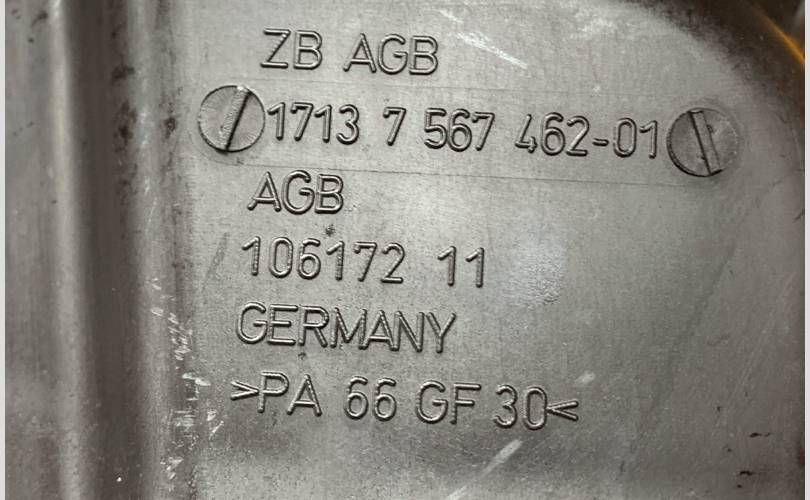 ZB AGB
1713 7 567 462-01
AGB
106172 11
GERMANY
>PA 66 GF 30<